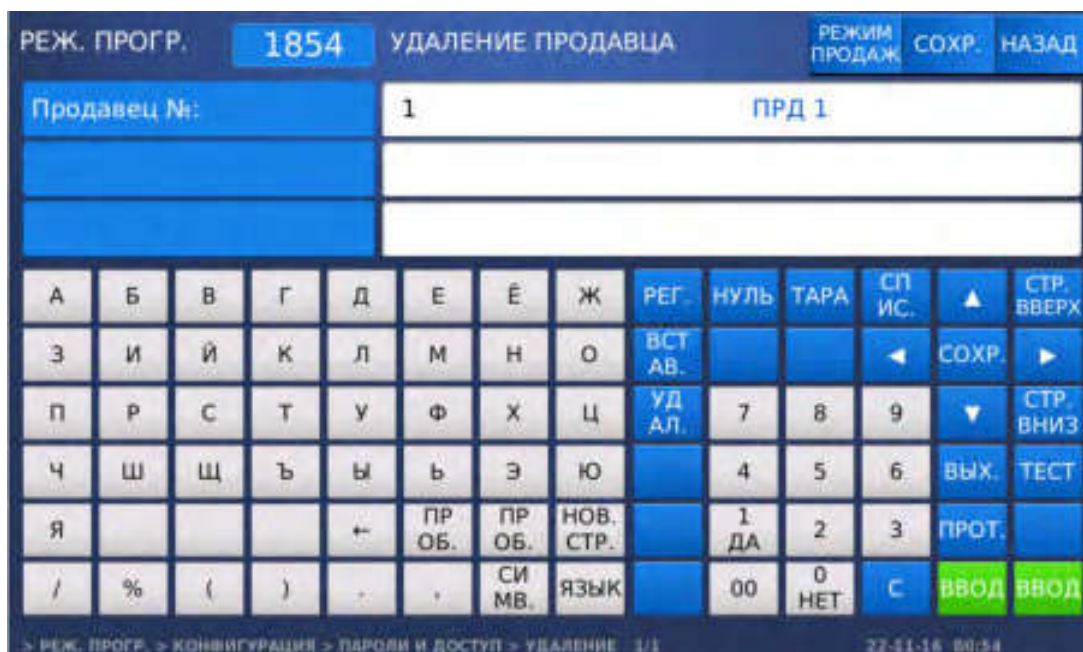 РЕЖ. ПРОГР. 1854 УДАЛЕНИЕ ПРОДАВЦА РЕЖИМ ПРОДАЖ СОХР. НАЗАД
Продавец №: 1 ПРД 1
А Б В Г Д Е Ё Ж РЕГ. НУЛЬ ТАРА СП ИС. ▲ СТР. ВВЕРХ
З И Й К Л М Н О ВСТ АВ. ◀ СОХР. ▶
П Р С Т У Ф Х Ц УД АЛ. 7 8 9 ▼ СТР. ВНИЗ
Ч Ш Щ Ъ Ы Ь Э Ю 4 5 6 ВЫХ. ТЕСТ
Я ← ПР ОБ. ПР ОБ. НОВ. СТР. 1 ДА 2 3 ПРОТ.
/ % ( ) . , СИ МВ. ЯЗЫК 00 0 НЕТ С ВВОД ВВОД
> РЕЖ. ПРОГР. > КОНФИГУРАЦИЯ > ПАРОЛИ И ДОСТУП > УДАЛЕНИЕ 1/1 22-11-16 00:54